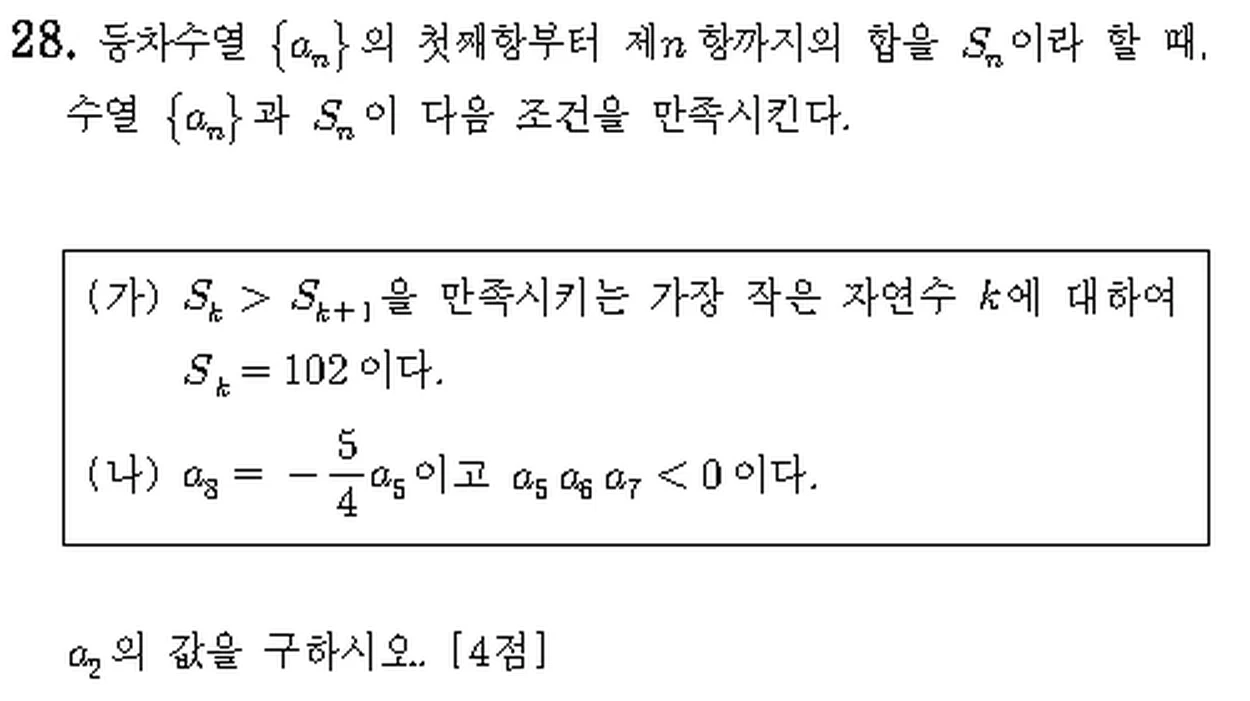 28. 등차수열 {aₙ}의 첫째항부터 제n항까지의 합을 Sₙ이라 할 때,
수열 {aₙ}과 Sₙ이 다음 조건을 만족시킨다.
(가) Sₖ > Sₖ₊₁을 만족시키는 가장 작은 자연수 k에 대하여
Sₖ = 102이다.
(나) a₈ = -5/4 a₅이고 a₅ a₆ a₇ < 0이다.
a₂의 값을 구하시오. [4점]